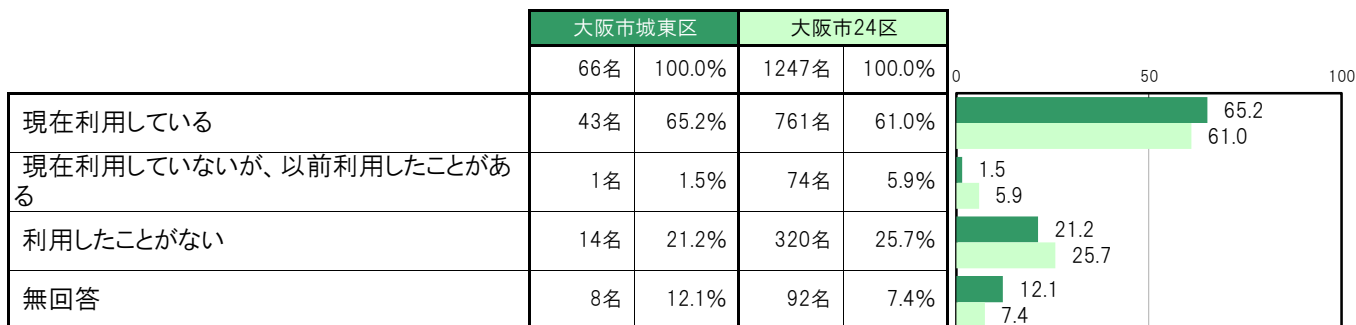 大阪市城東区 大阪市24区
66名 100.0% 1247名 100.0%
0 50 100
現在利用している 43名 65.2% 761名 61.0%
65.2
61.0
現在利用していないが、以前利用したことがあ
る
1名 1.5% 74名 5.9%
1.5
5.9
利用したことがない 14名 21.2% 320名 25.7%
21.2
25.7
無回答 8名 12.1% 92名 7.4%
12.1
7.4